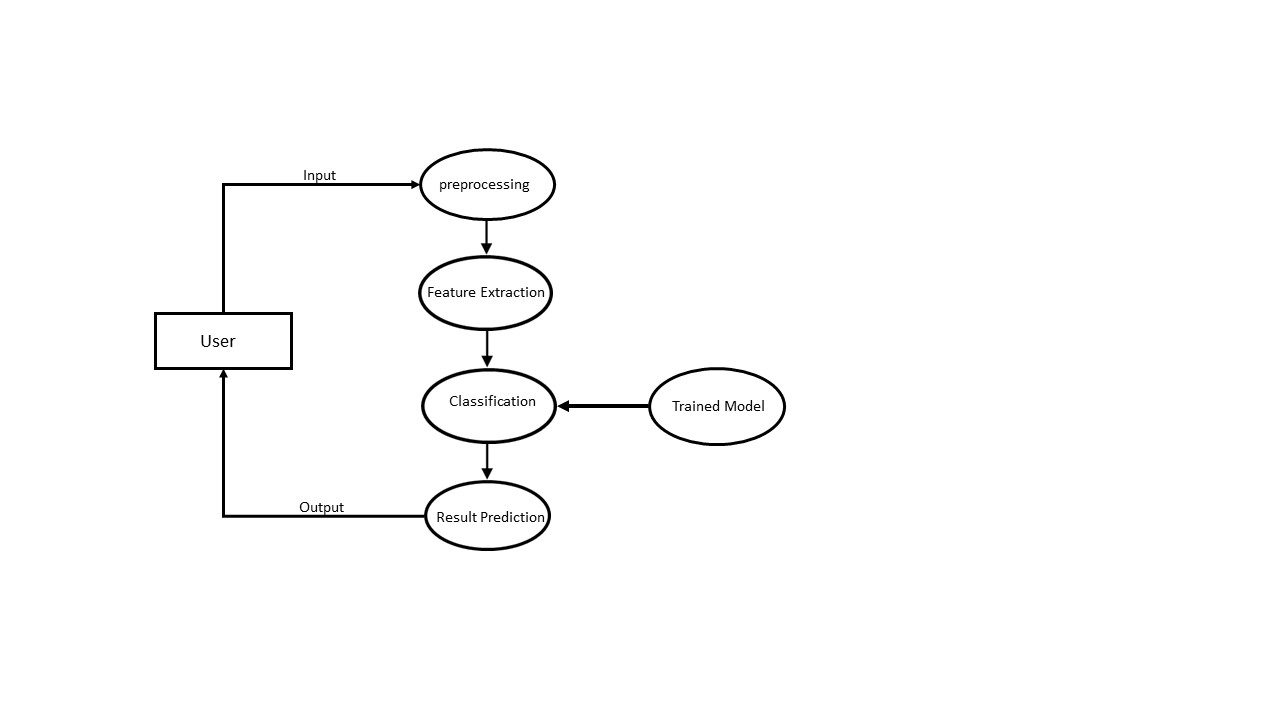 Input
preprocessing
Feature Extraction
User
Classification
Trained Model
Output
Result Prediction